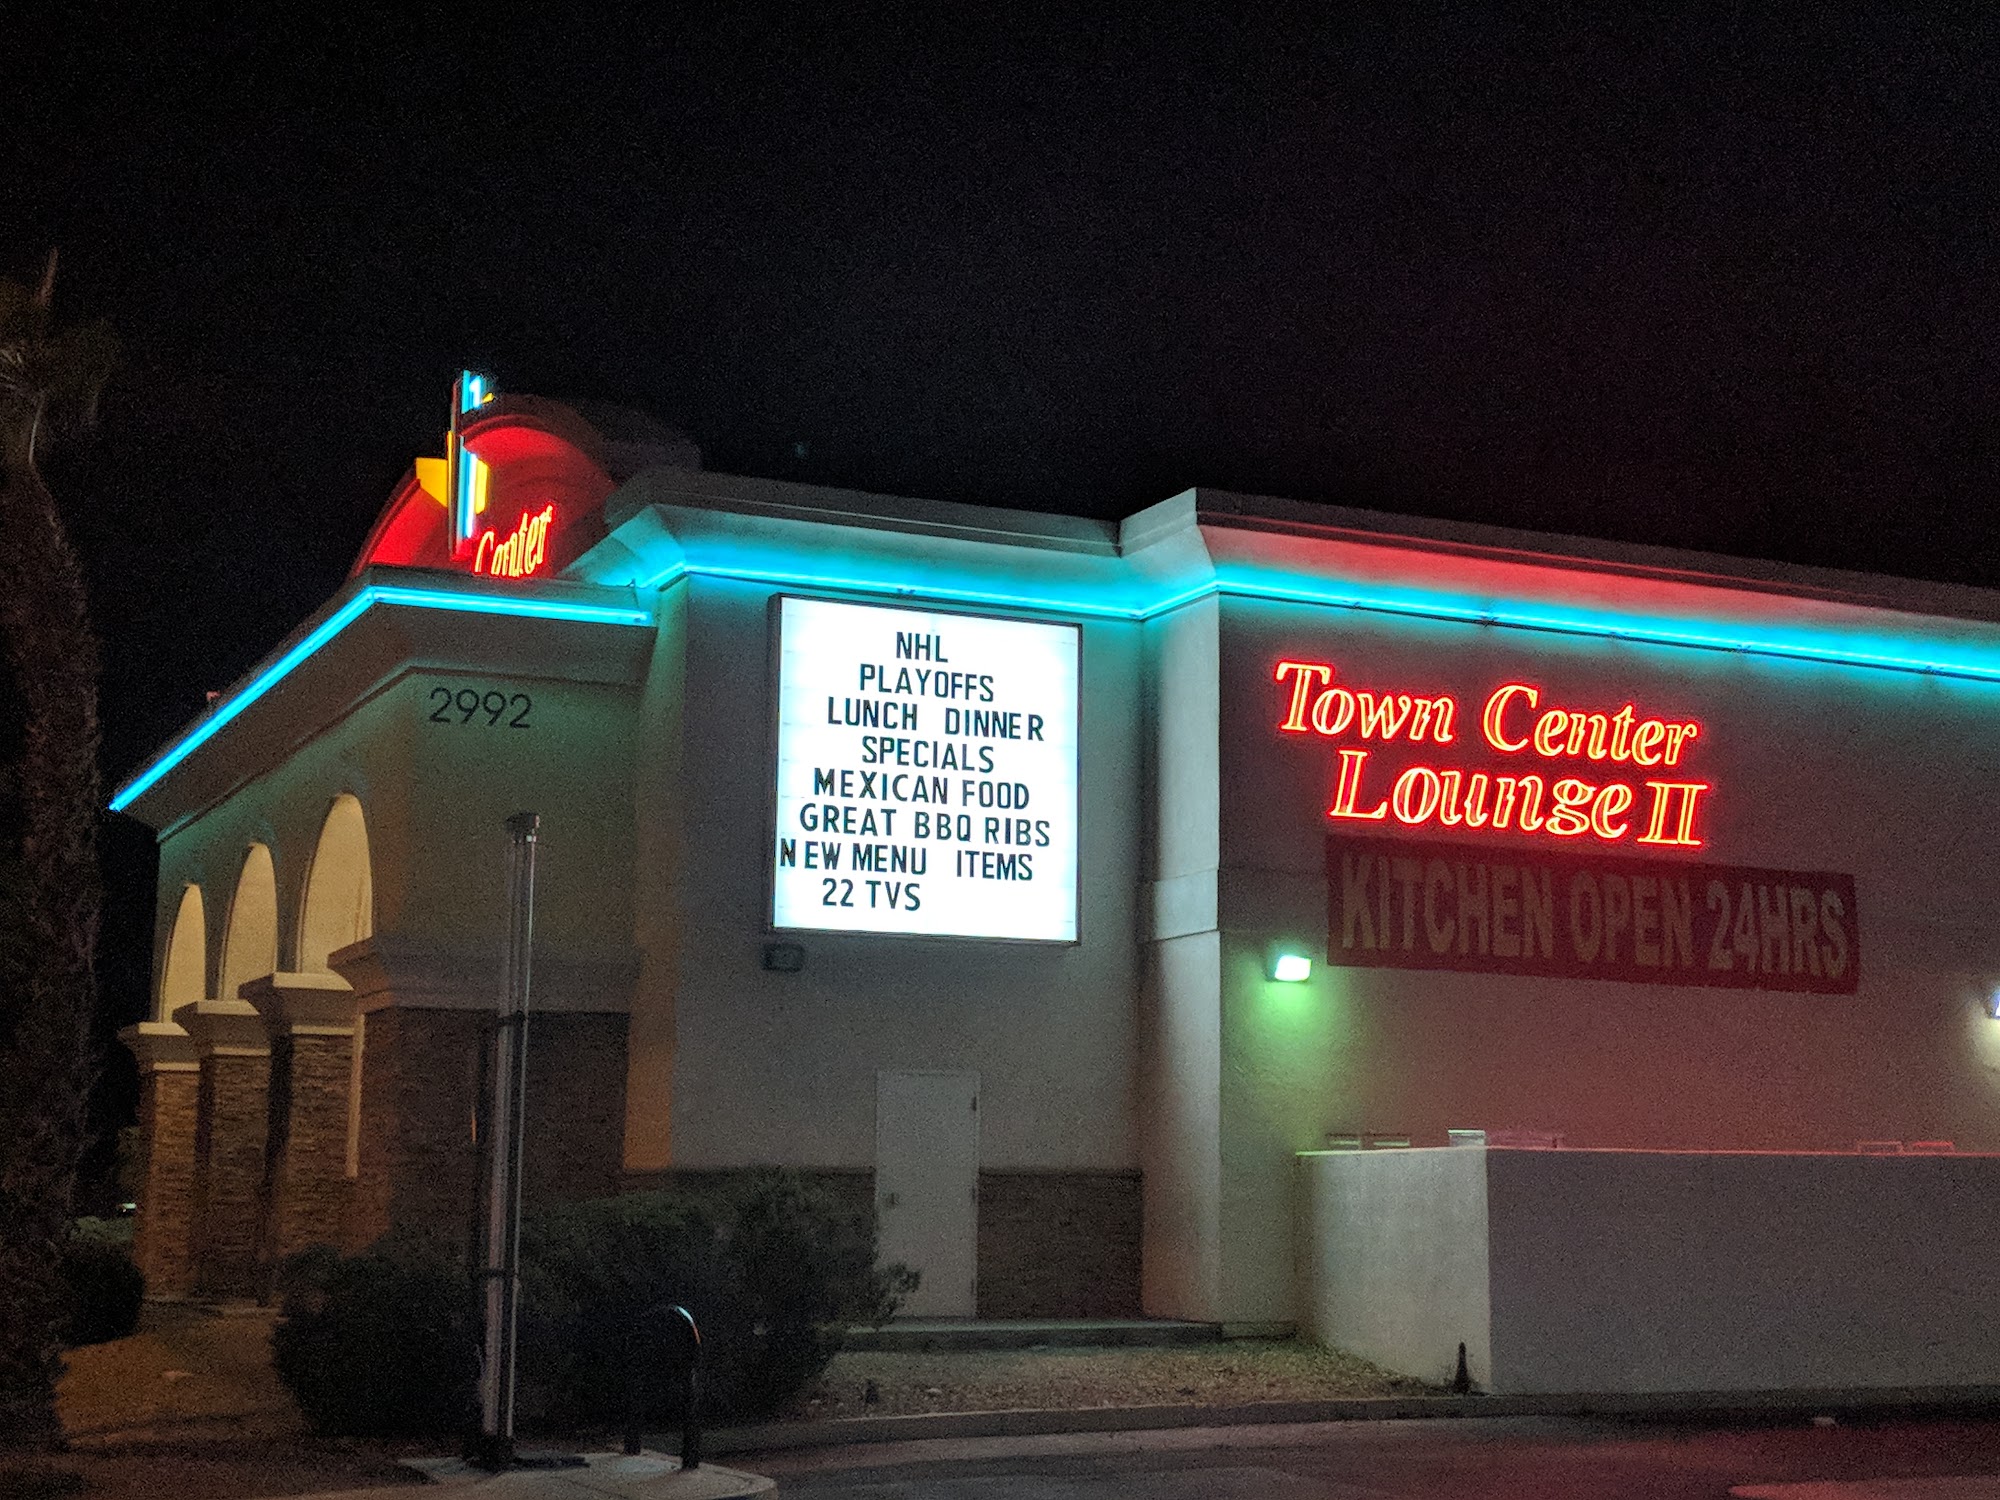 Center
2992
NHL
PLAYOFFS
LUNCH DINNER
SPECIALS
MEXICAN FOOD
GREAT BBQ RIBS
NEW MENU ITEMS
22 TVS
Town Center
Lounge II
KITCHEN OPEN 24HRS